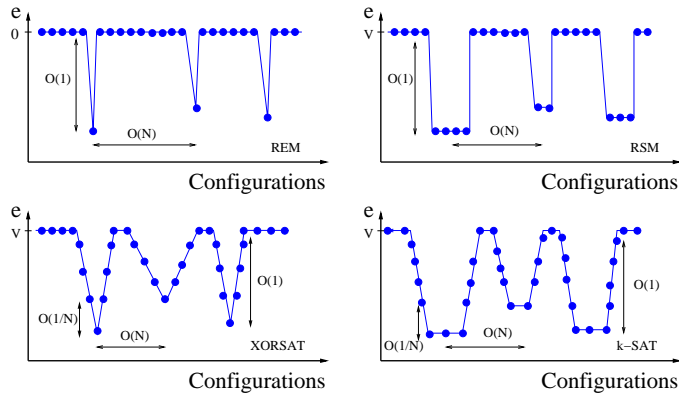 e
0
O(1)
O(N)
REM
Configurations
e
V
O(1)
O(N)
RSM
Configurations
e
V
O(1)
O(1/N)
O(N)
XORSAT
Configurations
e
V
O(1)
O(1/N)
O(N)
k-SAT
Configurations